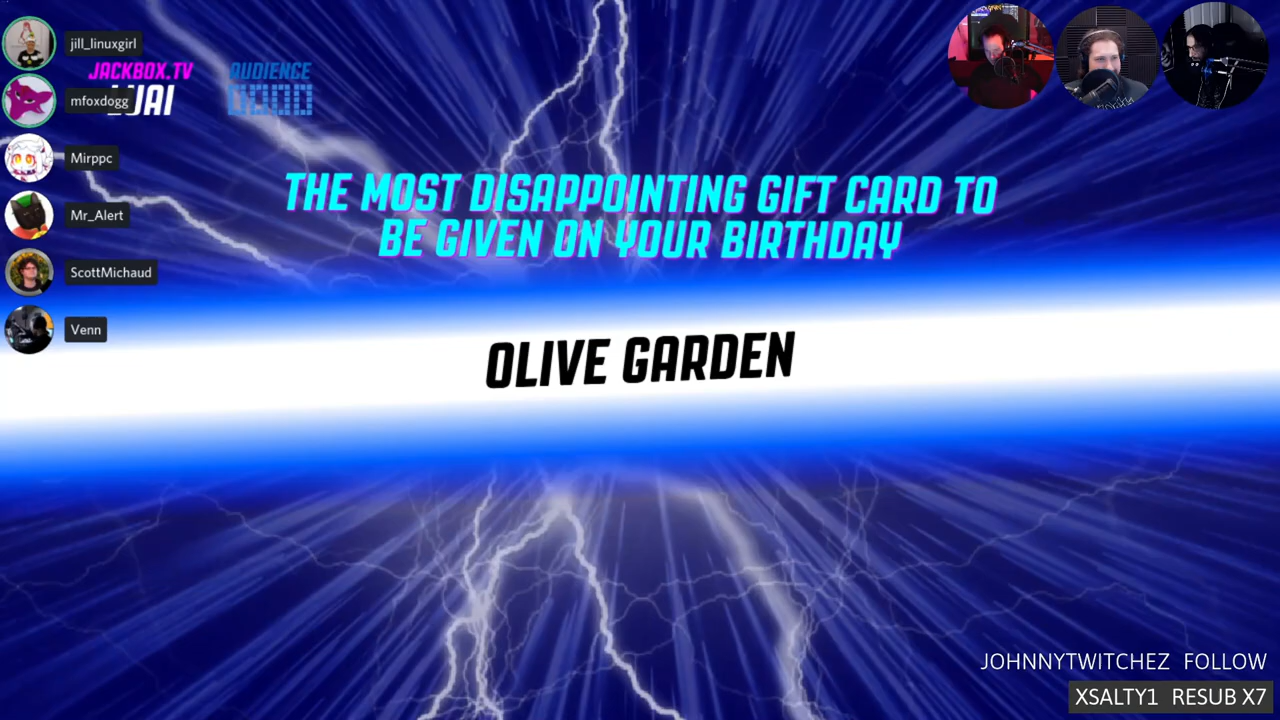 jill_linuxgirl
JACKBOX.TV
AUDIENCE
mfoxdogg
Mirppc
THE MOST DISAPPOINTING GIFT CARD TO
BE GIVEN ON YOUR BIRTHDAY
Mr_Alert
ScottMichaud
Venn
OLIVE GARDEN
JOHNNYTWITCHEZ FOLLOW
XSALTY1 RESUB X7